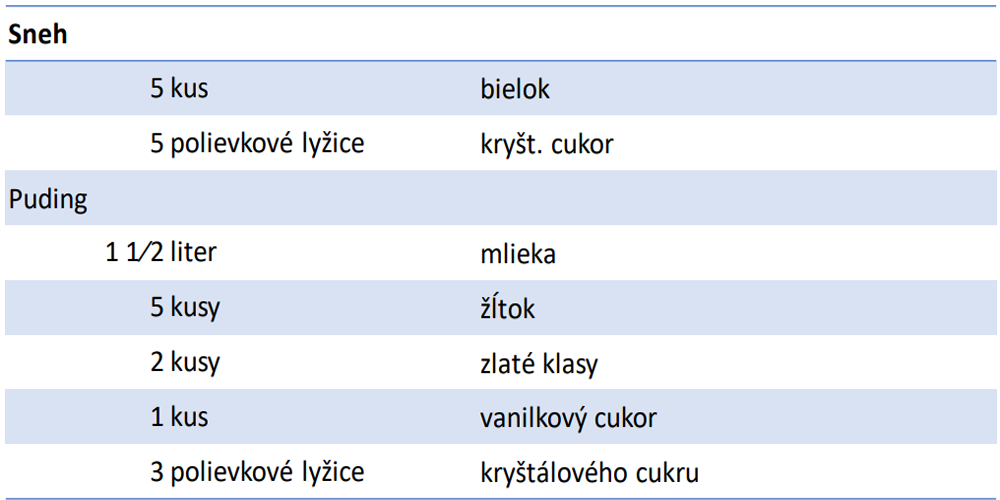 Sneh
5 kus bielok
5 polievkové lyžice kryšt. cukor
Puding
1 1/2 liter mlieka
5 kusy žĺtok
2 kusy zlaté klasy
1 kus vanilkový cukor
3 polievkové lyžice kryštálového cukru